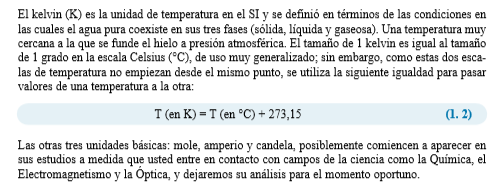 El kelvin (K) es la unidad de temperatura en el SI y se definió en términos de las condiciones en
las cuales el agua pura coexiste en sus tres fases (sólida, líquida y gaseosa). Una temperatura muy
cercana a la que se funde el hielo a presión atmosférica. El tamaño de 1 kelvin es igual al tamaño
de 1 grado en la escala Celsius (°C), de uso muy generalizado; sin embargo, como estas dos esca-
las de temperatura no empiezan desde el mismo punto, se utiliza la siguiente igualdad para pasar
valores de una temperatura a la otra:
T (en K) = T (en °C) + 273,15 (1. 2)
Las otras tres unidades básicas: mole, amperio y candela, posiblemente comiencen a aparecer en
sus estudios a medida que usted entre en contacto con campos de la ciencia como la Química, el
Electromagnetismo y la Óptica, y dejaremos su análisis para el momento oportuno.